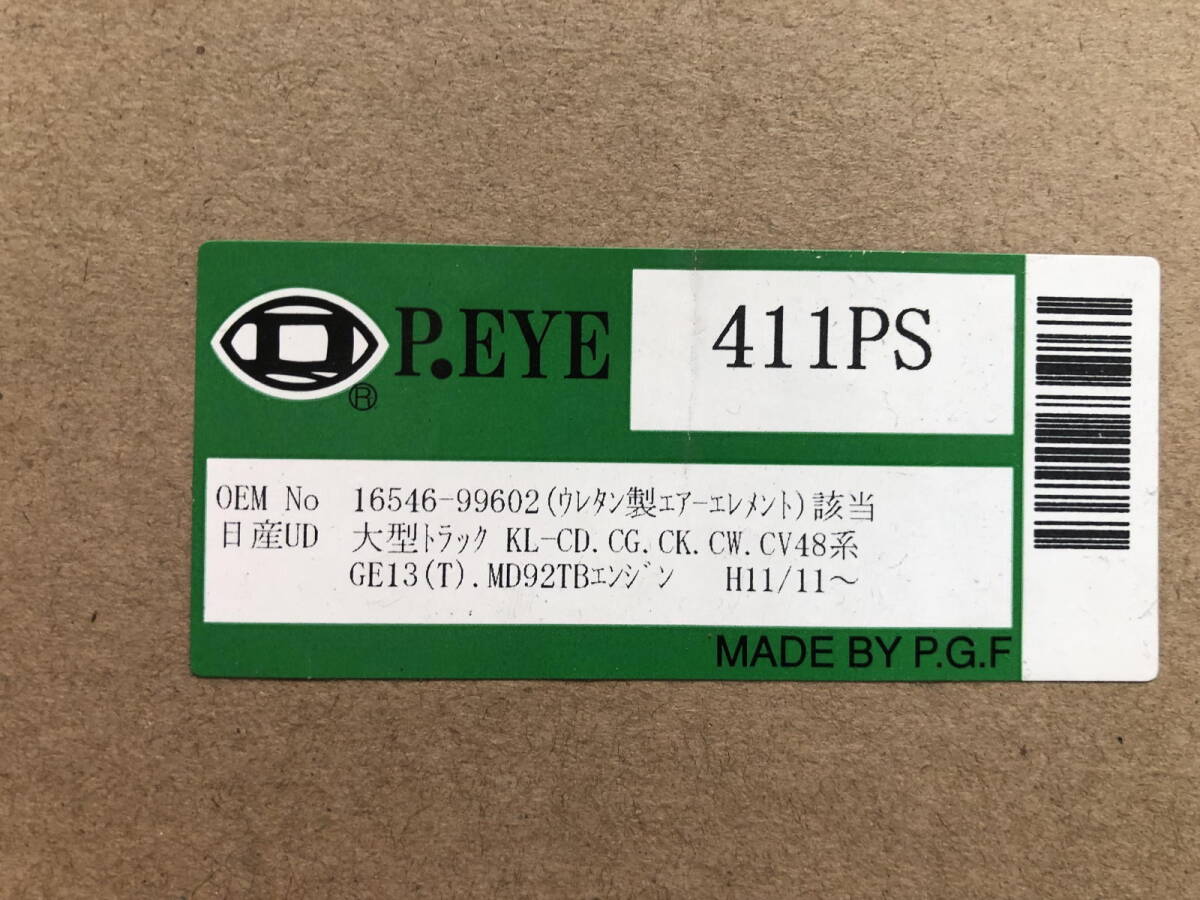 P.EYE
®
411PS
OEM No 16546-99602(ｳﾚﾀﾝ製ｴｱｰｴﾚﾒﾝﾄ)該当
日産UD 大型ﾄﾗｯｸ KL-CD.CG.CK.CW.CV48系
GE13(T).MD92TBｴﾝｼﾞﾝ H11/11～
MADE BY P.G.F